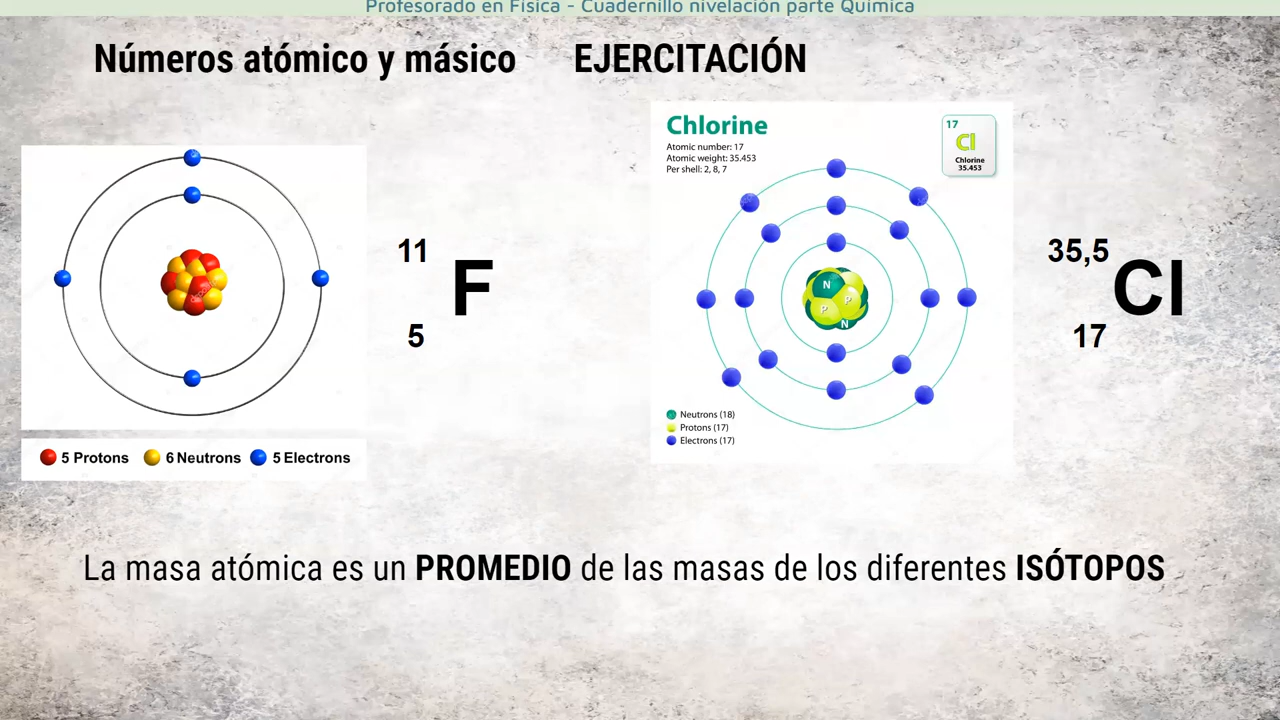 Profesorado en Física - Cuadernillo nivelación parte Química
Números atómico y másico EJERCITACIÓN
5 Protons 6 Neutrons 5 Electrons
11
5
F
Chlorine
Atomic number: 17
Atomic weight: 35.453
Per shell: 2, 8, 7
17
Cl
Chlorine
35.453
N
P
P
N
Neutrons (18)
Protons (17)
Electrons (17)
35,5
17
Cl
La masa atómica es un PROMEDIO de las masas de los diferentes ISÓTOPOS